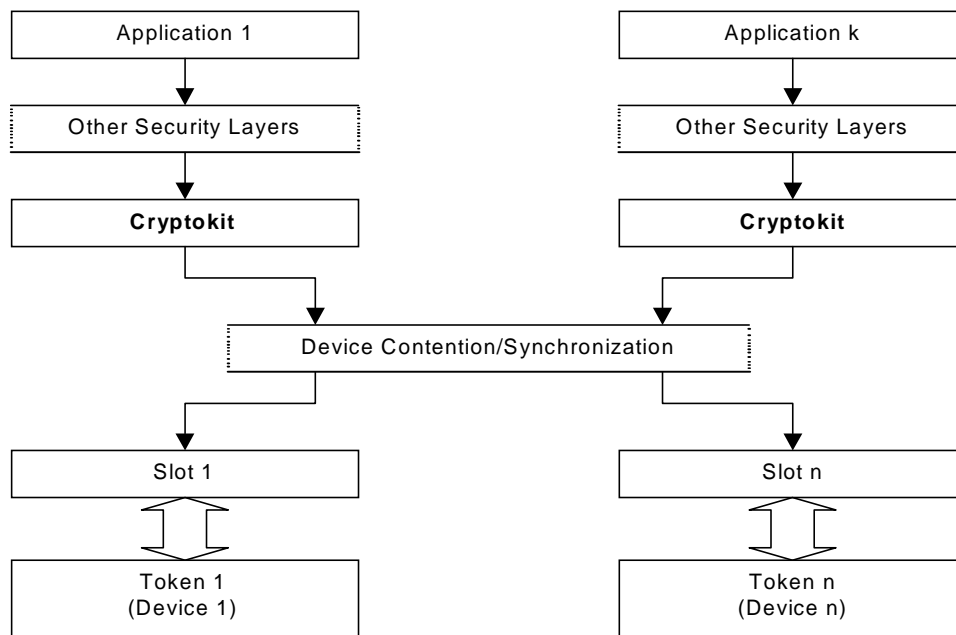 Application 1
Application k
Other Security Layers
Other Security Layers
Cryptokit
Cryptokit
Device Contention/Synchronization
Slot 1
Slot n
Token 1
(Device 1)
Token n
(Device n)